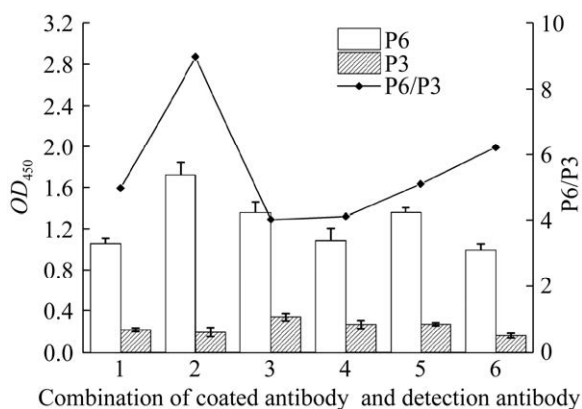 3.2
2.8
2.4
2.0
1.6
1.2
0.8
0.4
0.0
OD450
P6
P3
P6/P3
10
8
6
4
2
0
P6/P3
1 2 3 4 5 6
Combination of coated antibody and detection antibody